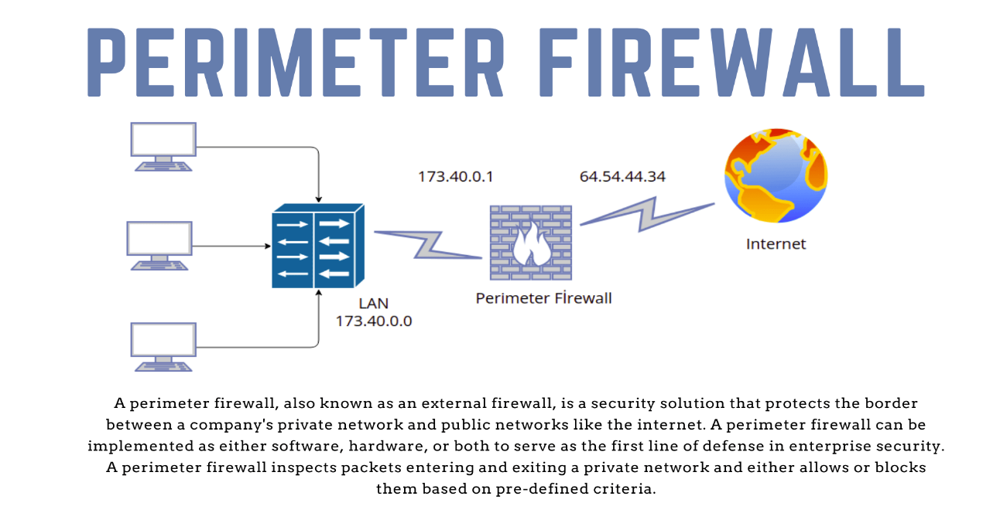 PERIMETER FIREWALL
173.40.0.1
64.54.44.34
Internet
Perimeter Fİrewall
LAN
173.40.0.0
A perimeter firewall, also known as an external firewall, is a security solution that protects the border
between a company's private network and public networks like the internet. A perimeter firewall can be
implemented as either software, hardware, or both to serve as the first line of defense in enterprise security.
A perimeter firewall inspects packets entering and exiting a private network and either allows or blocks
them based on pre-defined criteria.